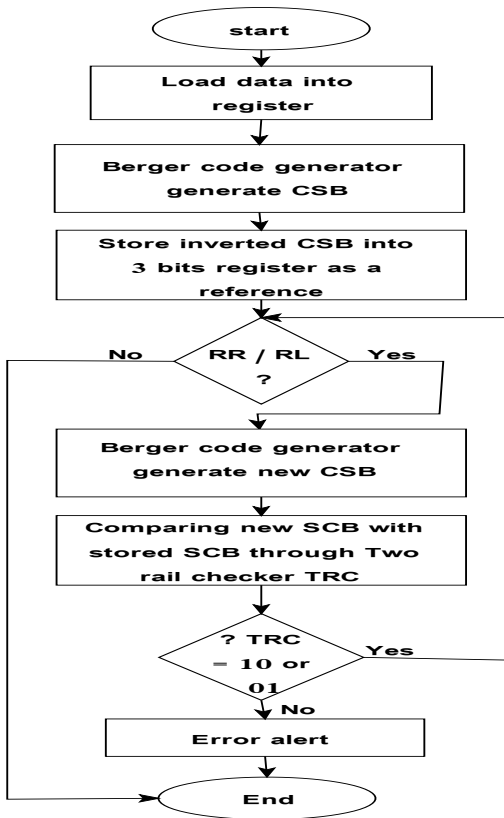 start
Load data into
register
Berger code generator
generate CSB
Store inverted CSB into
3 bits register as a
reference
No
RR / RL
?
Yes
Berger code generator
generate new CSB
Comparing new SCB with
stored SCB through Two
rail checker TRC
? TRC
= 10 or
01
Yes
No
Error alert
End